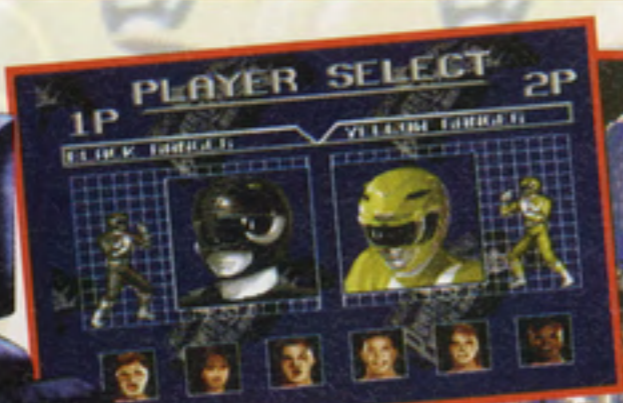 PLAYER SELECT
1P
2P
BLACK RANGER
YELLOW RANGER